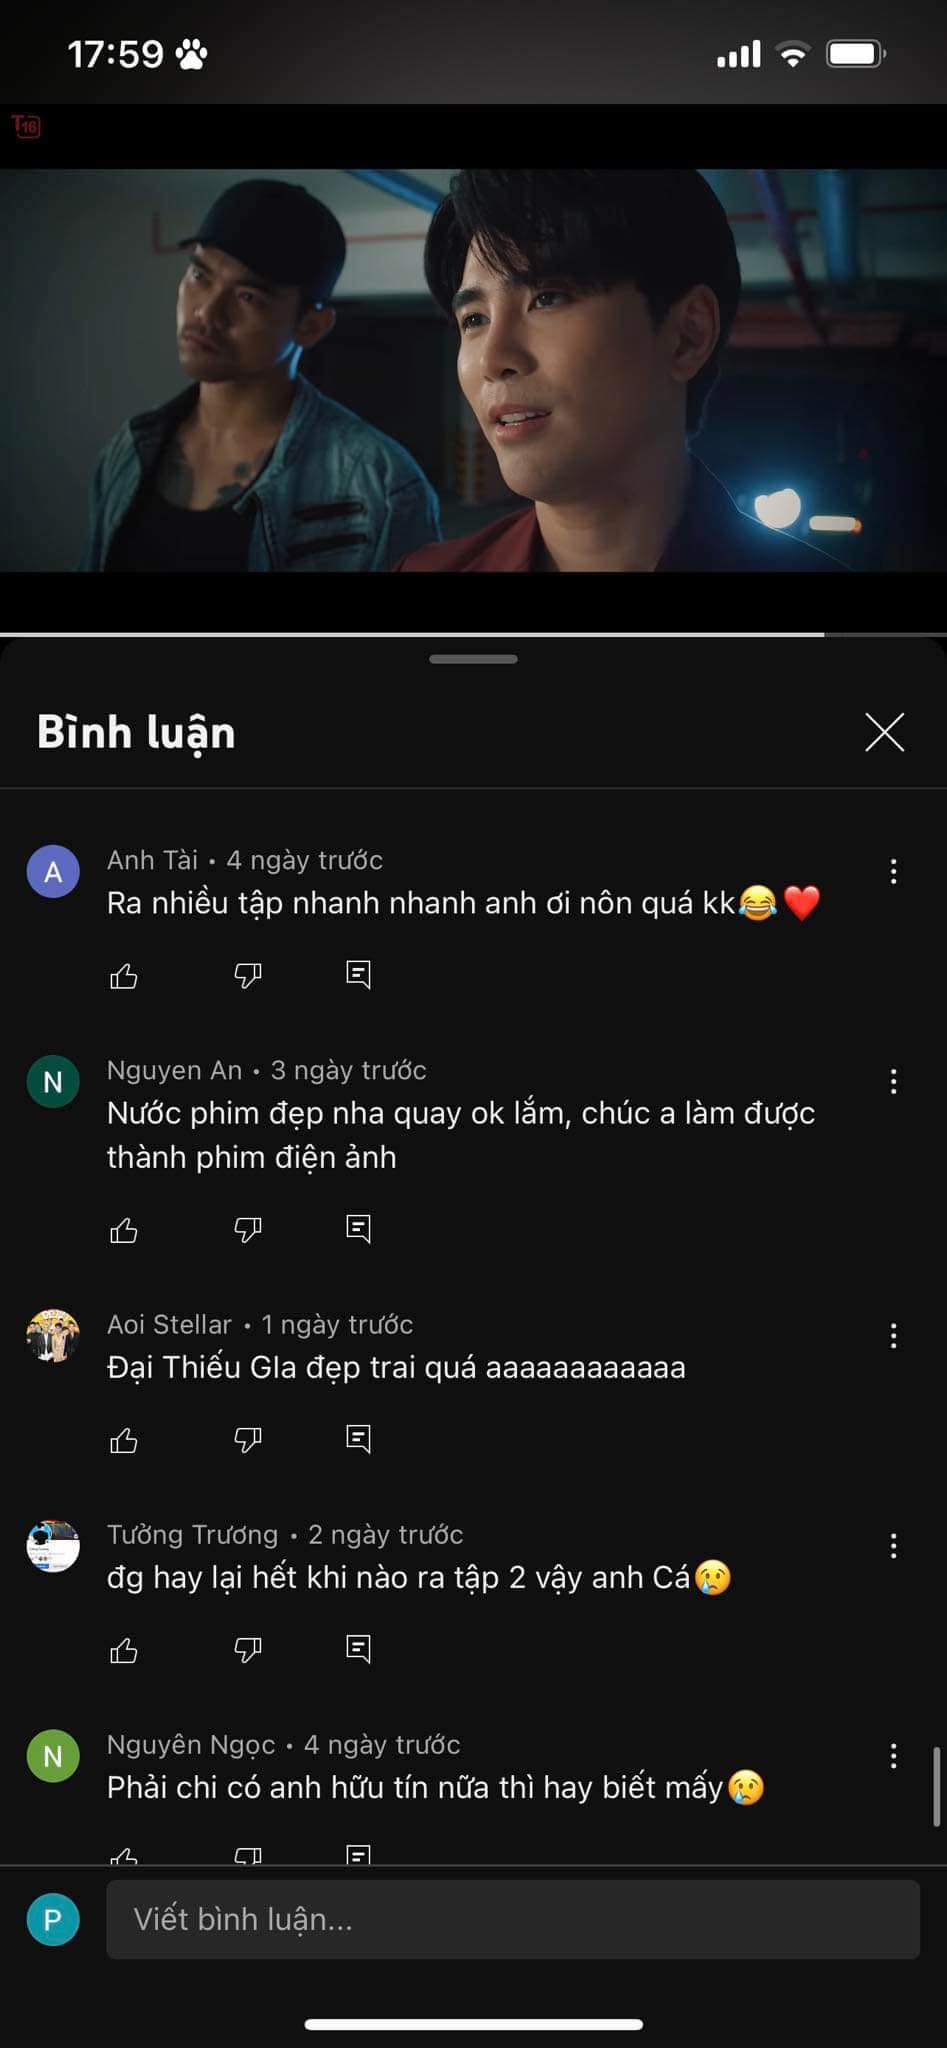 17:59
T16
Bình luận
Anh Tài • 4 ngày trước
Ra nhiều tập nhanh nhanh anh ơi nôn quá kk😂❤️
Nguyen An • 3 ngày trước
Nước phim đẹp nha quay ok lắm, chúc a làm được
thành phim điện ảnh
Aoi Stellar • 1 ngày trước
Đại Thiếu GIa đẹp trai quá aaaaaaaaaaaa
Tưởng Trương • 2 ngày trước
đg hay lại hết khi nào ra tập 2 vậy anh Cá😢
Nguyên Ngọc • 4 ngày trước
Phải chi có anh hữu tín nữa thì hay biết mấy😢
Viết bình luận...
A
N
N
P